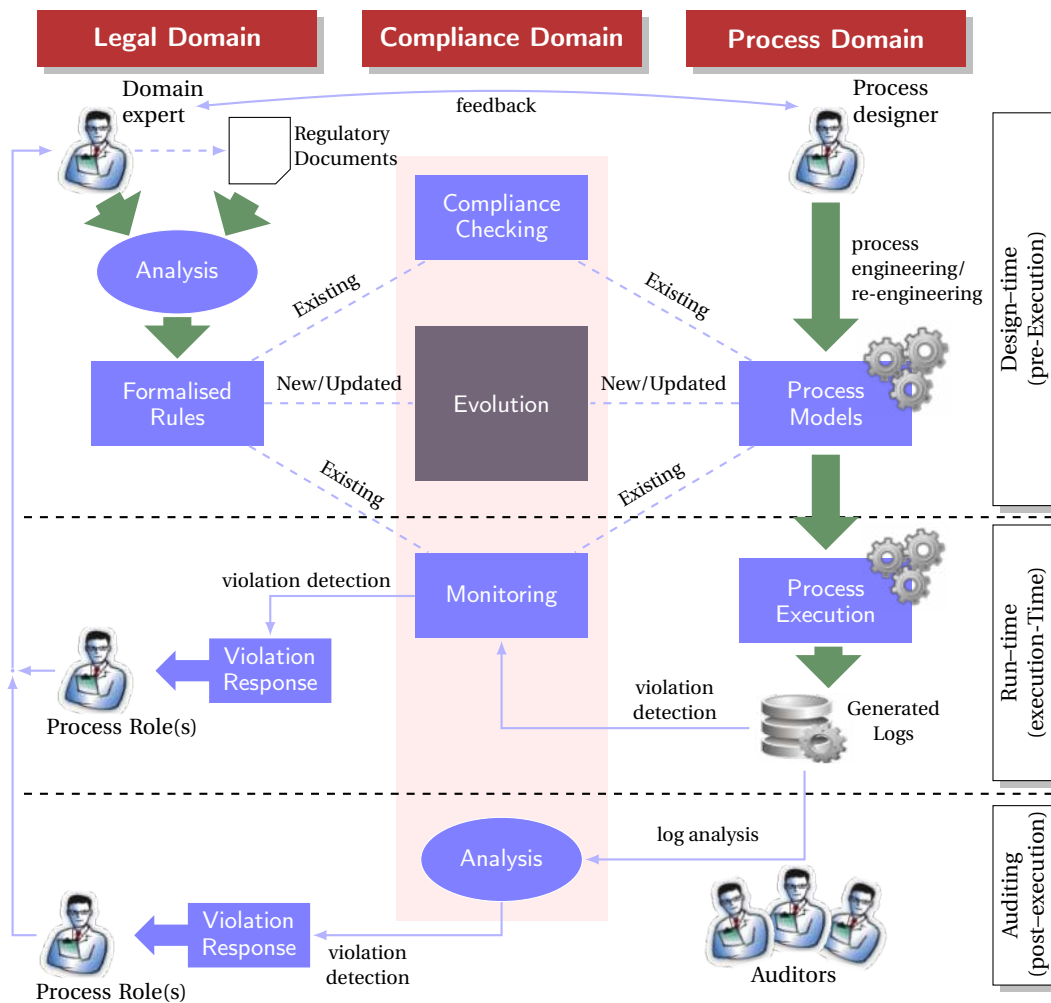 Legal Domain
Compliance Domain
Process Domain
Domain
expert
feedback
Process
designer
Regulatory
Documents
Compliance
Checking
Analysis
process
engineering/
re-engineering
Existing
Existing
Design–time
(pre-Execution)
Formalised
Rules
New/Updated
Evolution
New/Updated
Process
Models
Existing
Existing
violation detection
Monitoring
Process
Execution
Run–time
(execution-Time)
Violation
Response
Process Role(s)
violation
detection
Generated
Logs
log analysis
Analysis
Auditing
(post–execution)
Violation
Response
violation
detection
Process Role(s)
Auditors